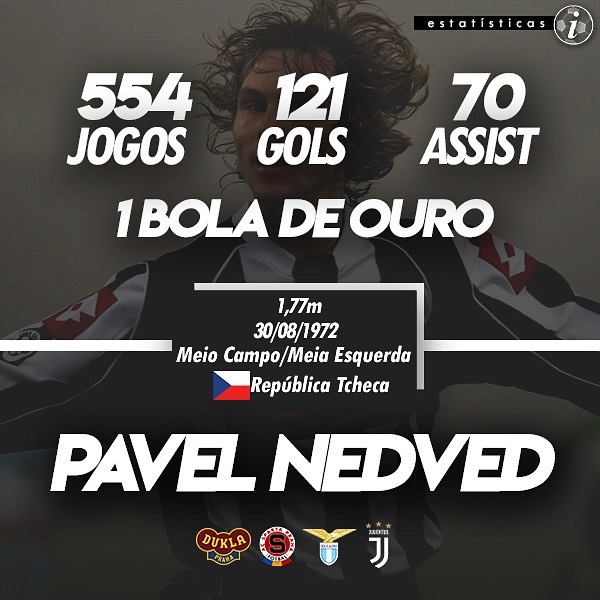 estatísticas i
554 121 70
JOGOS GOLS ASSIST
1 BOLA DE OURO
1,77m
30/08/1972
Meio Campo/Meia Esquerda
República Tcheca
PAVEL NEDVED
DUKLA
PRAHA
S
JUVENTUS